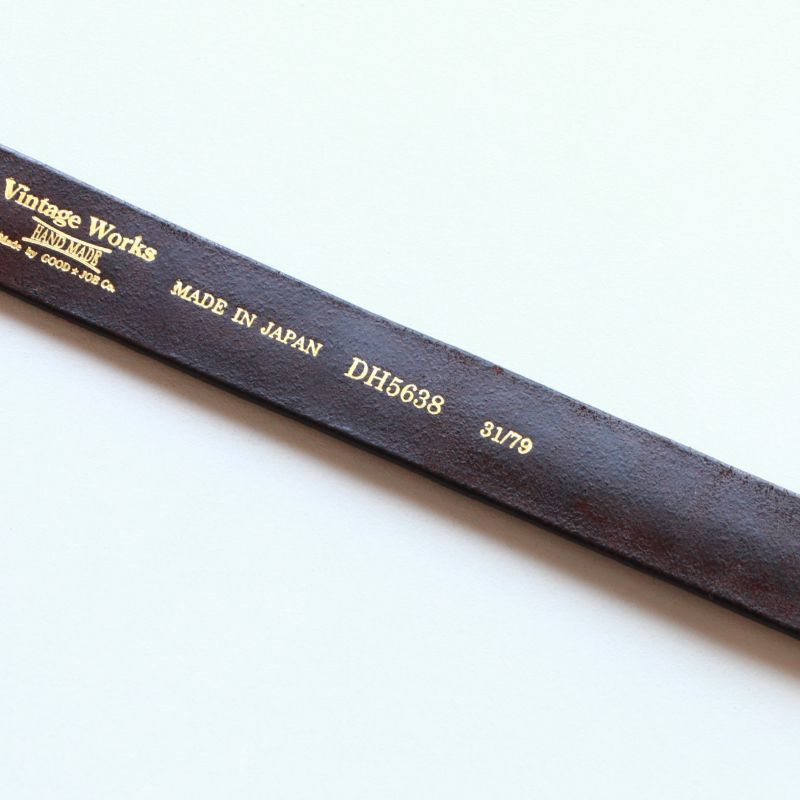 Vintage Works
HAND MADE
Made by GOOD★JOE Co.
MADE IN JAPAN
DH5638
31/79